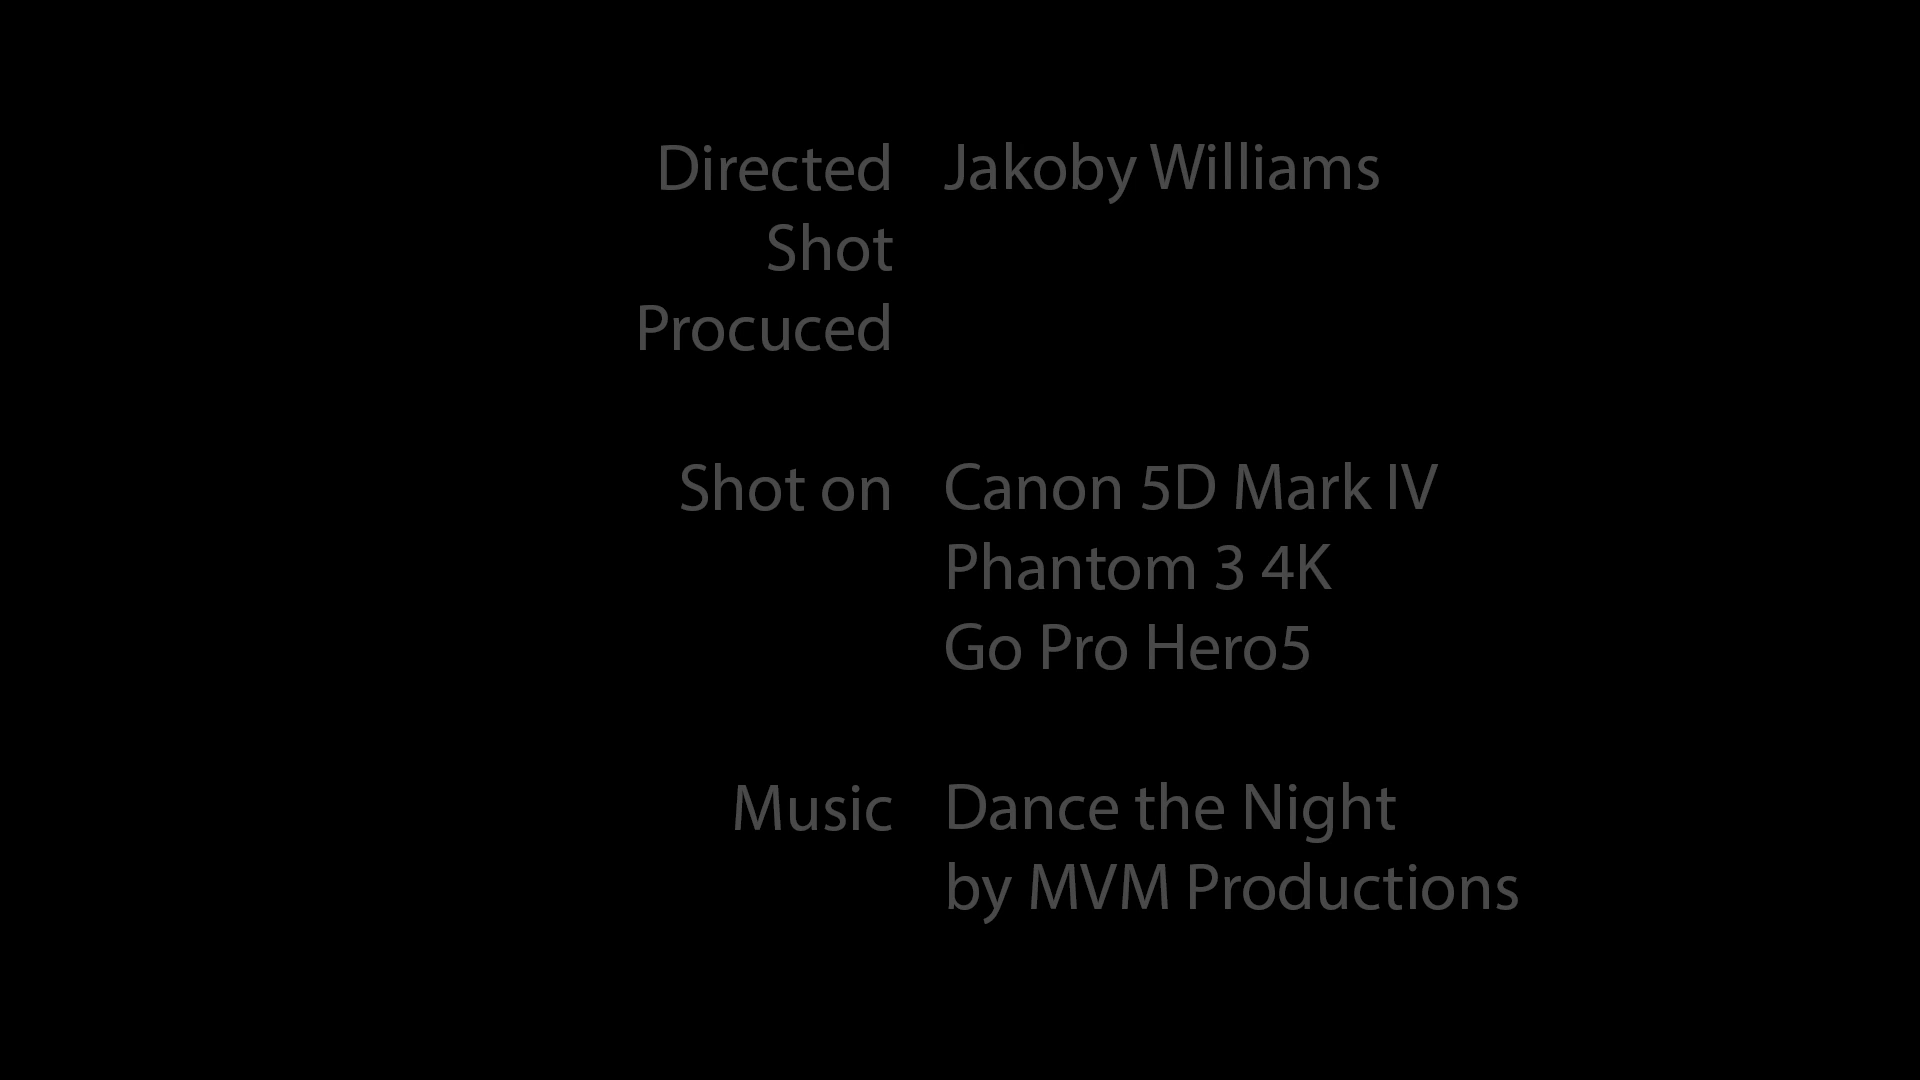 Directed Jakoby Williams
Shot
Procuced
Shot on Canon 5D Mark IV
Phantom 3 4K
Go Pro Hero5
Music Dance the Night
by MVM Productions